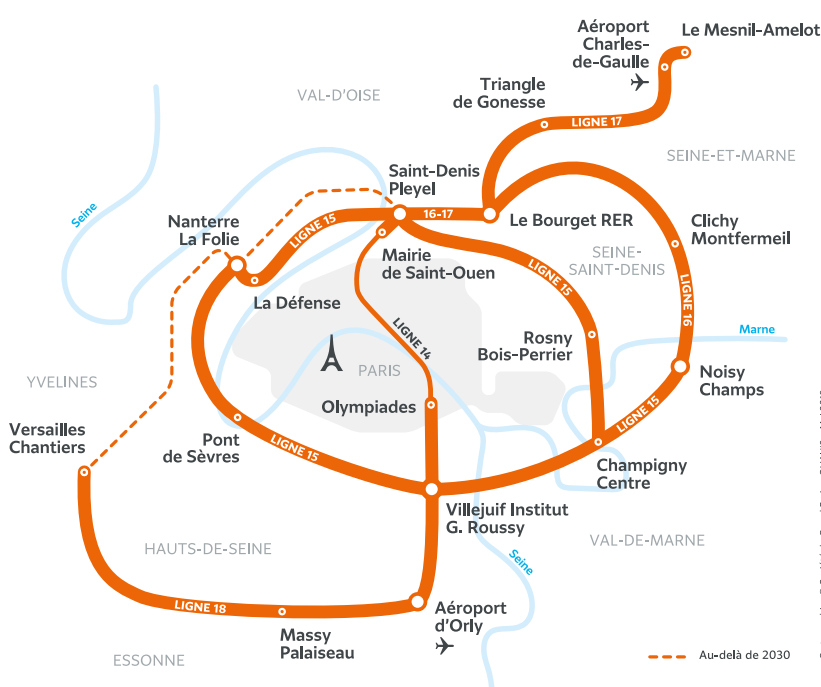 Aéroport
Charles-
de-Gaulle
Le Mesnil-Amelot
Triangle
de Gonesse
VAL-D'OISE
LIGNE 17
SEINE-ET-MARNE
Saint-Denis
Pleyel
Seine
Nanterre
La Folie
LIGNE 15
16-17
Le Bourget RER
Clichy
Montfermeil
Mairie
de Saint-Ouen
SEINE-
SAINT-DENIS
LIGNE 15
La Défense
LIGNE 16
LIGNE 14
Rosny
Bois-Perrier
Marne
PARIS
YVELINES
Noisy
Champs
Olympiades
LIGNE 15
Versailles
Chantiers
Pont
de Sèvres
LIGNE 15
Champigny
Centre
Villejuif Institut
G. Roussy
HAUTS-DE-SEINE
VAL-DE-MARNE
Seine
LIGNE 18
Massy
Palaiseau
Aéroport
d'Orly
ESSONNE
Au-delà de 2030